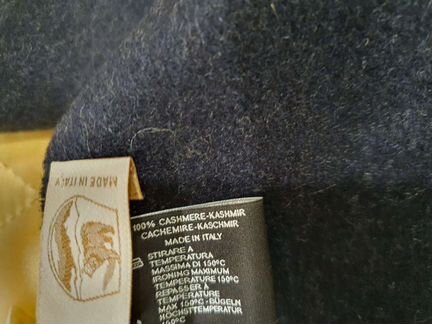 MADE IN ITALY
100% CASHMERE-KASHMIR
CACHEMIRE-KASCHMIR
MADE IN ITALY
STIRARE A
TEMPERATURA
MASSIMA DI 150°C
IRONING MAXIMUM
TEMPERATURE
REPASSER À
TEMPERATURE
MAX 150°C-BÜGELN
HÖCHSTTEMPERATUR
150°C